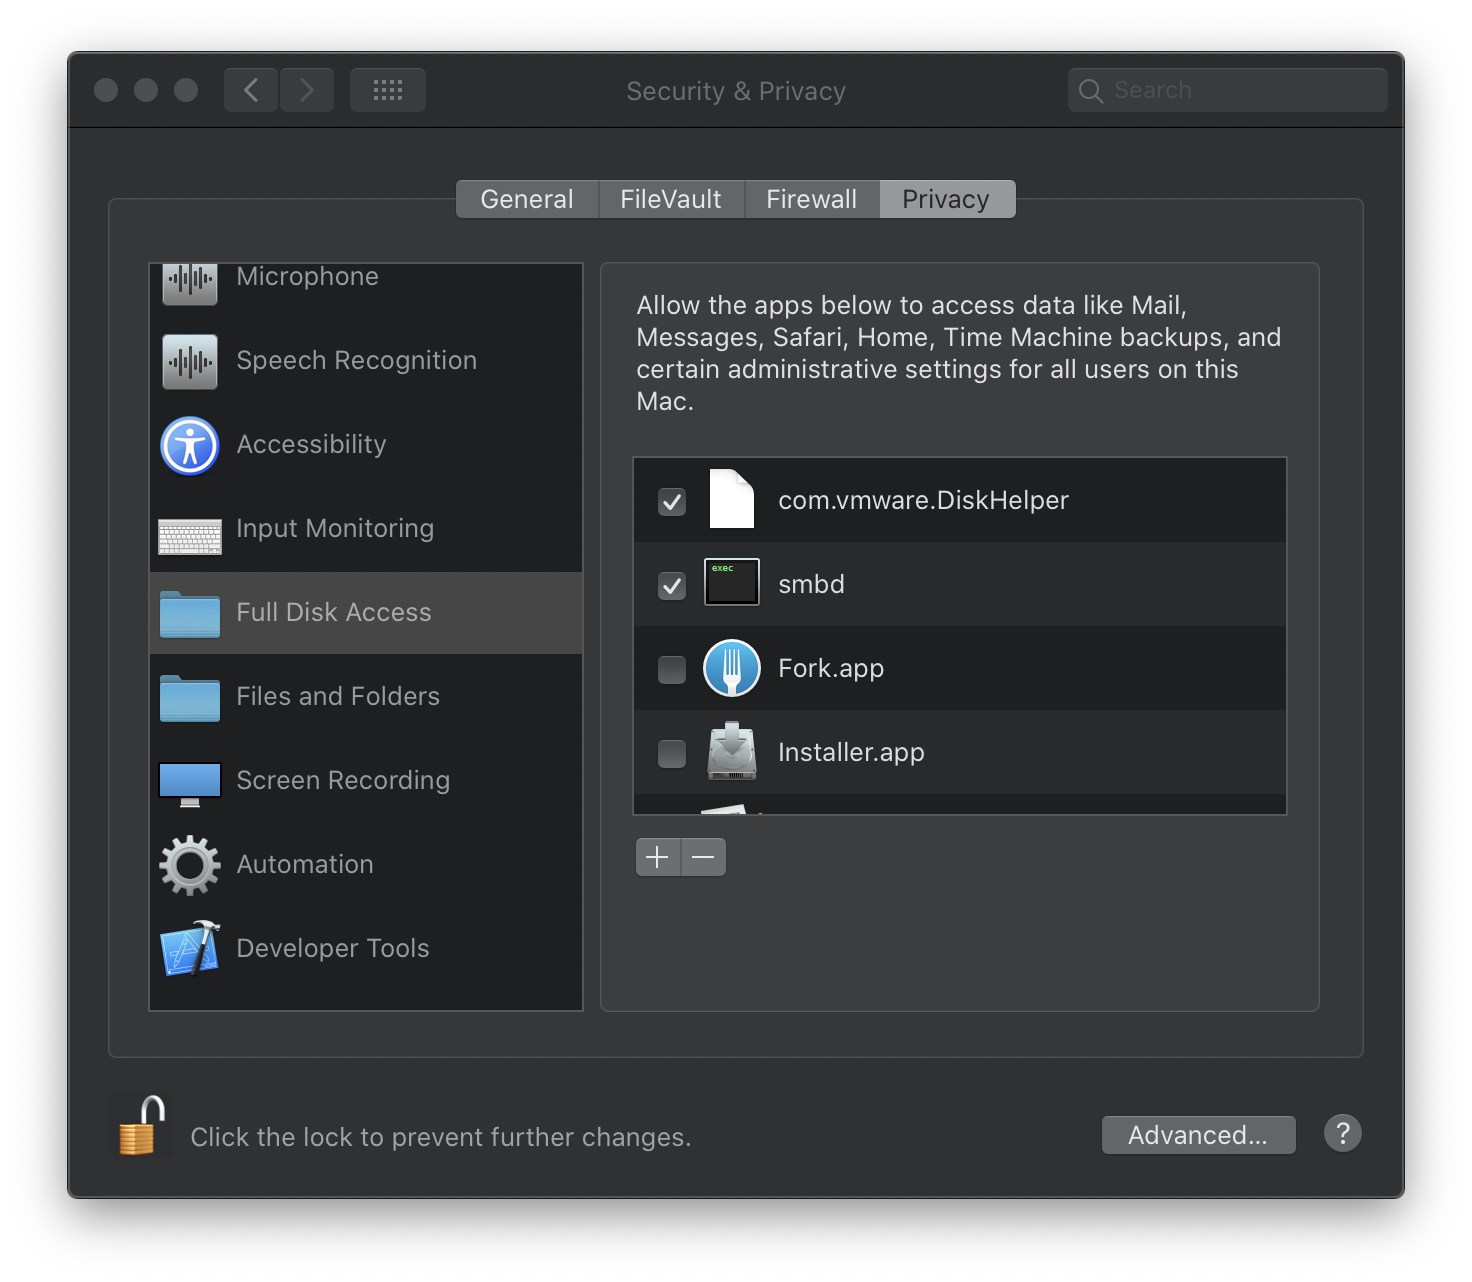 Security & Privacy
Search
General
FileVault
Firewall
Privacy
Microphone
Speech Recognition
Accessibility
Input Monitoring
Full Disk Access
Files and Folders
Screen Recording
Automation
Developer Tools
Allow the apps below to access data like Mail,
Messages, Safari, Home, Time Machine backups, and
certain administrative settings for all users on this
Mac.
com.vmware.DiskHelper
exec
smbd
Fork.app
Installer.app
Click the lock to prevent further changes.
Advanced...
?